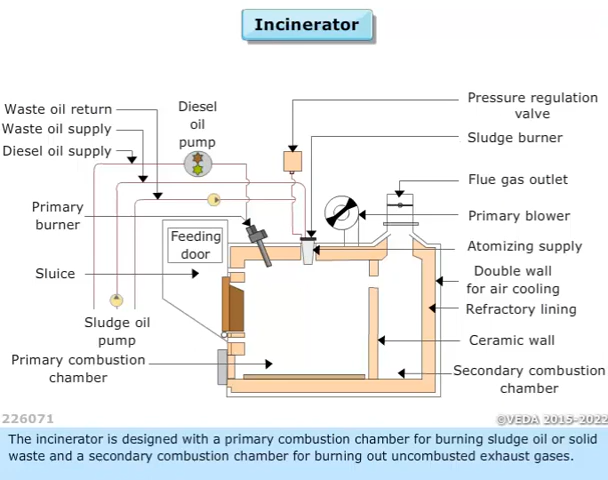 Incinerator
Waste oil return
Waste oil supply
Diesel oil supply
Diesel
oil
pump
Pressure regulation
valve
Sludge burner
Flue gas outlet
Primary
burner
Primary blower
Feeding
door
Atomizing supply
Sluice
Double wall
for air cooling
Refractory lining
Sludge oil
pump
Ceramic wall
Primary combustion
chamber
Secondary combustion
chamber
226071
©VEDA 2015-2022
The incinerator is designed with a primary combustion chamber for burning sludge oil or solid
waste and a secondary combustion chamber for burning out uncombusted exhaust gases.